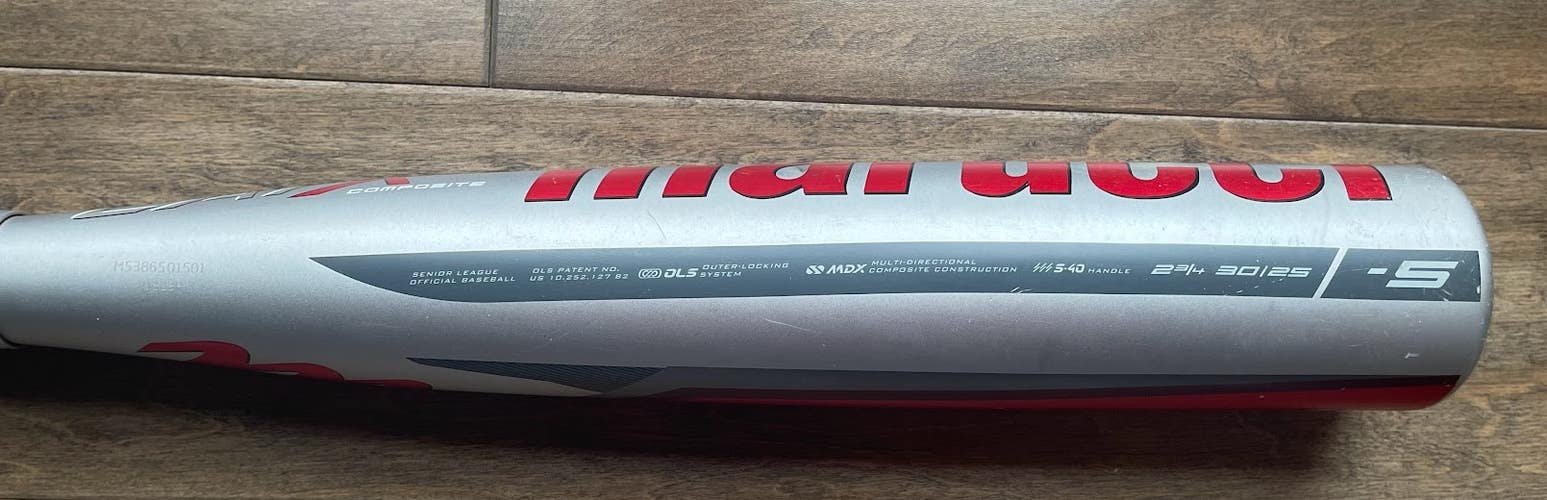 COMPOSITE
marucci
M5386501501
SENIOR LEAGUE
OFFICIAL BASEBALL
OLS PATENT NO.
US 10.252.127 B2
OLS OUTER-LOCKING
SYSTEM
MDX MULTI-DIRECTIONAL
COMPOSITE CONSTRUCTION
S-40 HANDLE
2 3/4 30/25
-5